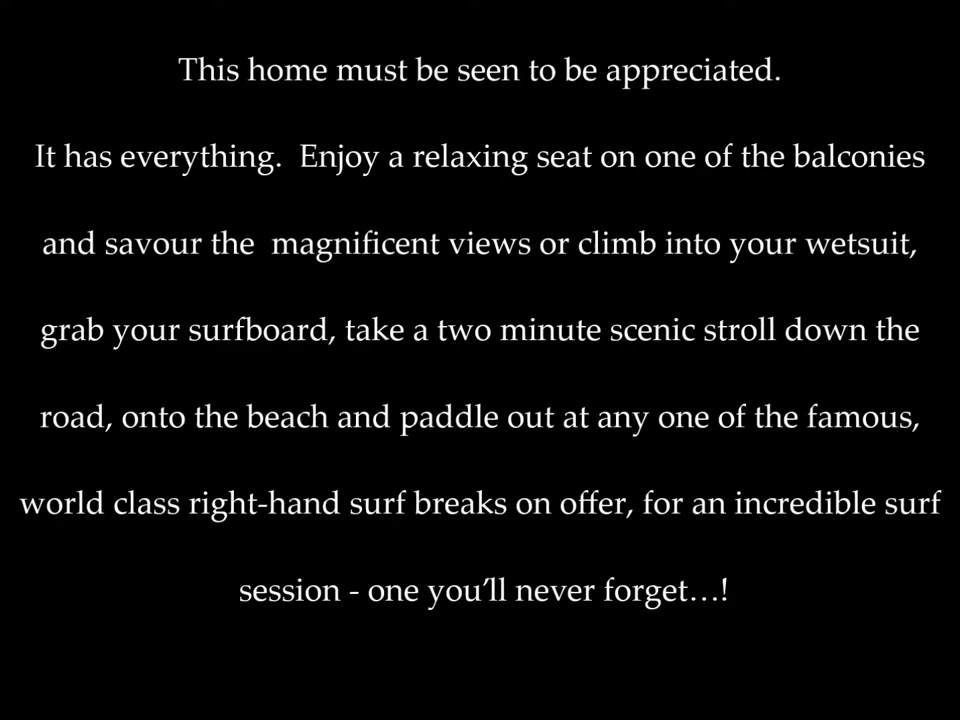 This home must be seen to be appreciated.
It has everything.  Enjoy a relaxing seat on one of the balconies
and savour the  magnificent views or climb into your wetsuit,
grab your surfboard, take a two minute scenic stroll down the
road, onto the beach and paddle out at any one of the famous,
world class right-hand surf breaks on offer, for an incredible surf
session - one you’ll never forget…!